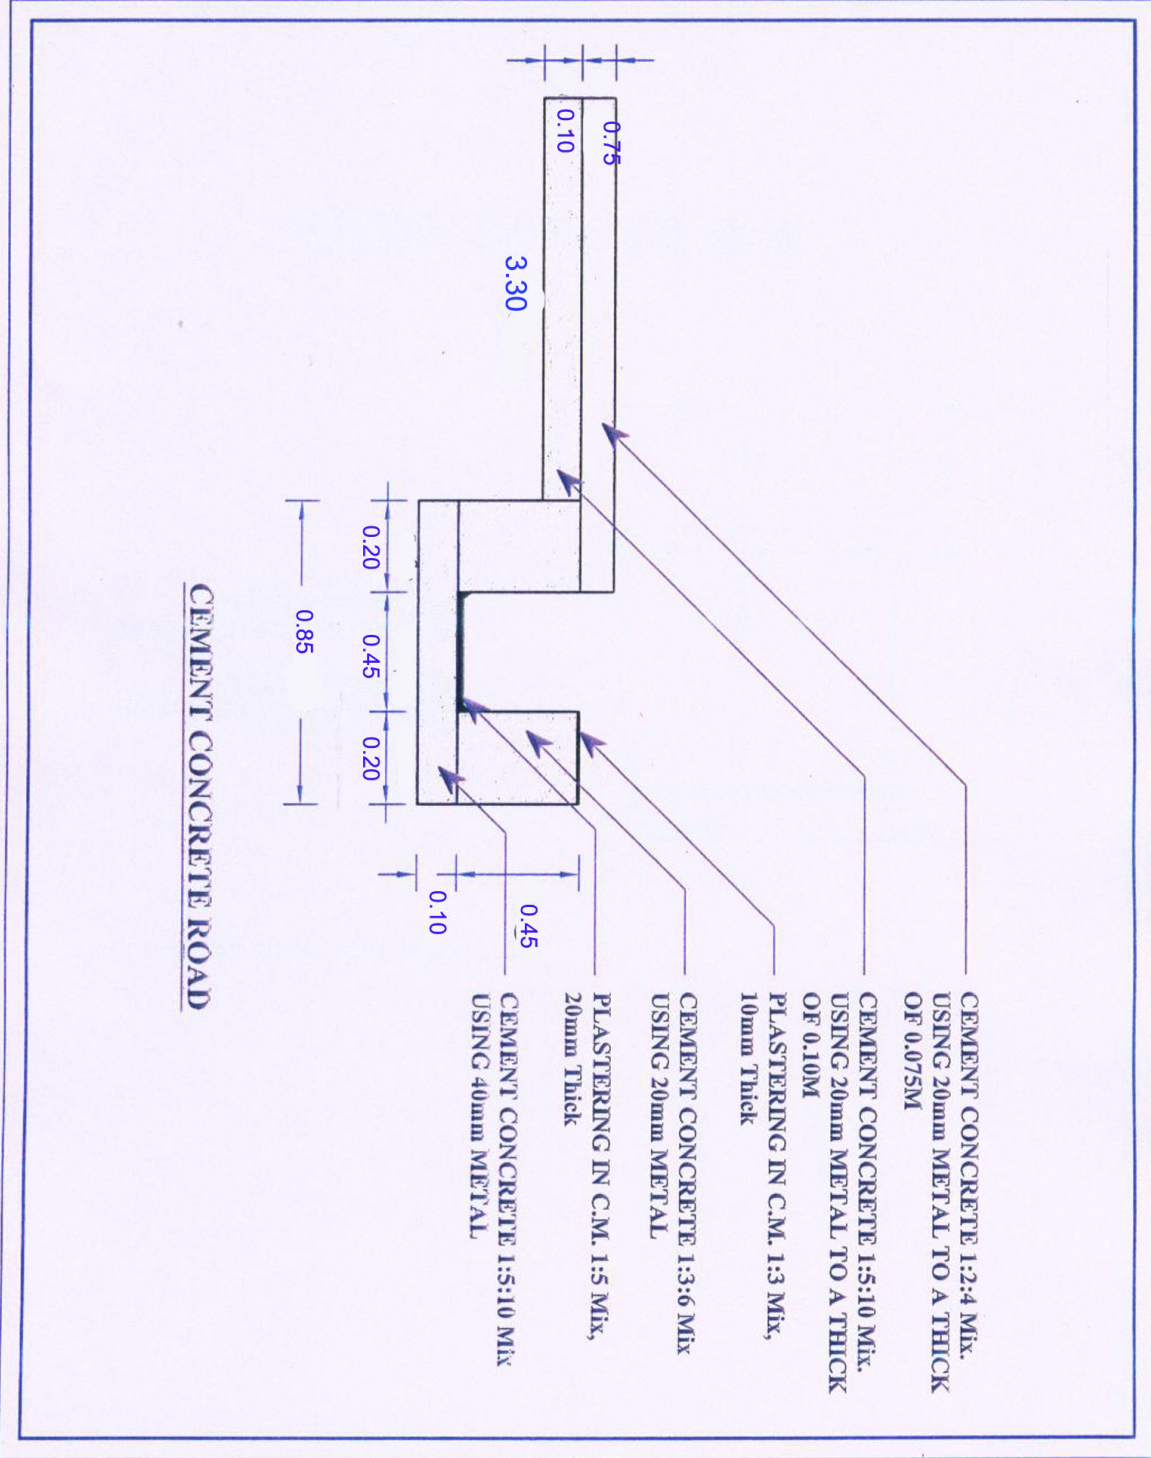 CEMENT CONCRETE 1:2:4 Mix.
USING 20mm METAL TO A THICK
OF 0.075M
CEMENT CONCRETE 1:5:10 Mix.
USING 20mm METAL TO A THICK
OF 0.10M
PLASTERING IN C.M. 1:3 Mix,
10mm Thick
CEMENT CONCRETE 1:3:6 Mix
USING 20mm METAL
PLASTERING IN C.M. 1:5 Mix,
20mm Thick
CEMENT CONCRETE 1:5:10 Mix
USING 40mm METAL
0.75
0.10
3.30
0.45
0.10
0.20
0.45
0.20
0.85
CEMENT CONCRETE ROAD